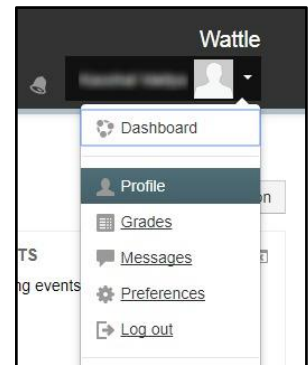 Wattle
Dashboard
Profile
on
Grades
TS
Messages
ng events
Preferences
Log out